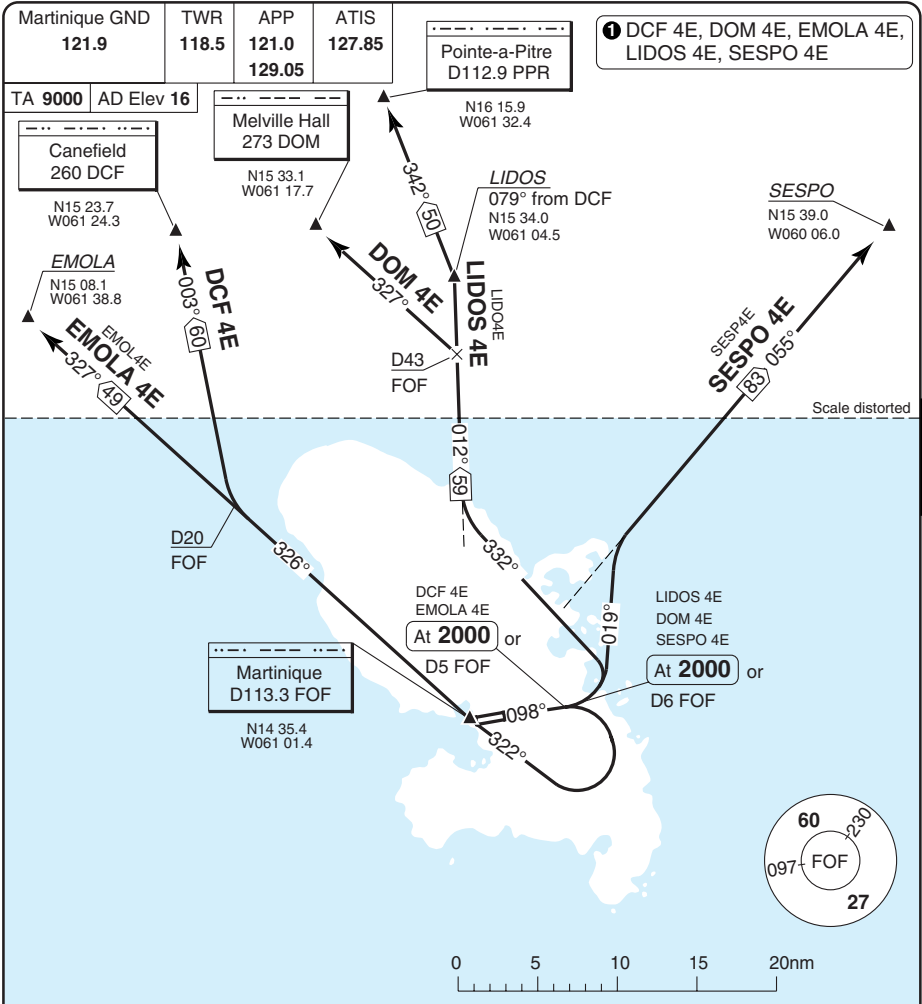 Martinique GND
121.9
TWR
118.5
APP
121.0
129.05
ATIS
127.85
TA 9000
AD Elev 16
1 DCF 4E, DOM 4E, EMOLA 4E,
LIDOS 4E, SESPO 4E
Pointe-a-Pitre
D112.9 PPR
N16 15.9
W061 32.4
Melville Hall
273 DOM
N15 33.1
W061 17.7
Canefield
260 DCF
N15 23.7
W061 24.3
LIDOS
079° from DCF
N15 34.0
W061 04.5
SESPO
N15 39.0
W060 06.0
EMOLA
N15 08.1
W061 38.8
342°
50
DOM 4E
327°
LIDOS 4E
LIDO4E
DCF 4E
003°
60
EMOL4E
EMOLA 4E
327°
49
SESP4E
SESPO 4E
83
055°
D43
FOF
Scale distorted
012°
59
D20
FOF
326°
332°
019°
DCF 4E
EMOLA 4E
At 2000 or
D5 FOF
LIDOS 4E
DOM 4E
SESPO 4E
At 2000 or
D6 FOF
Martinique
D113.3 FOF
N14 35.4
W061 01.4
098°
322°
60
230
097
FOF
27
0 5 10 15 20nm